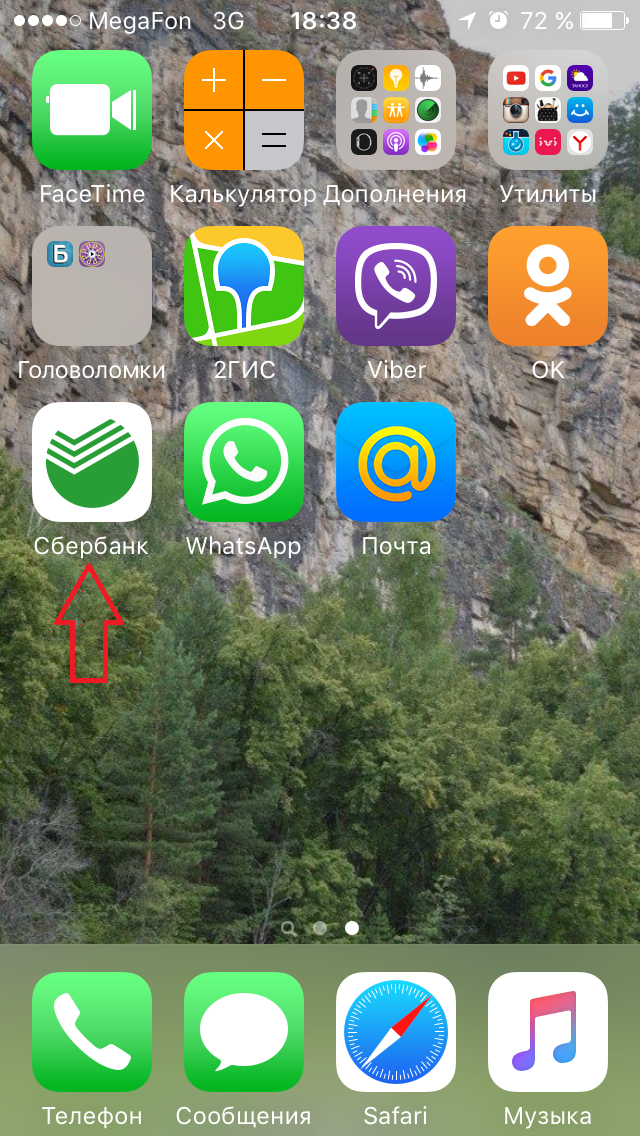 MegaFon 3G 18:38 72 %
FaceTime Калькулятор Дополнения Утилиты
Б
Головоломки 2ГИС Viber OK
Сбербанк WhatsApp Почта
Телефон Сообщения Safari Музыка